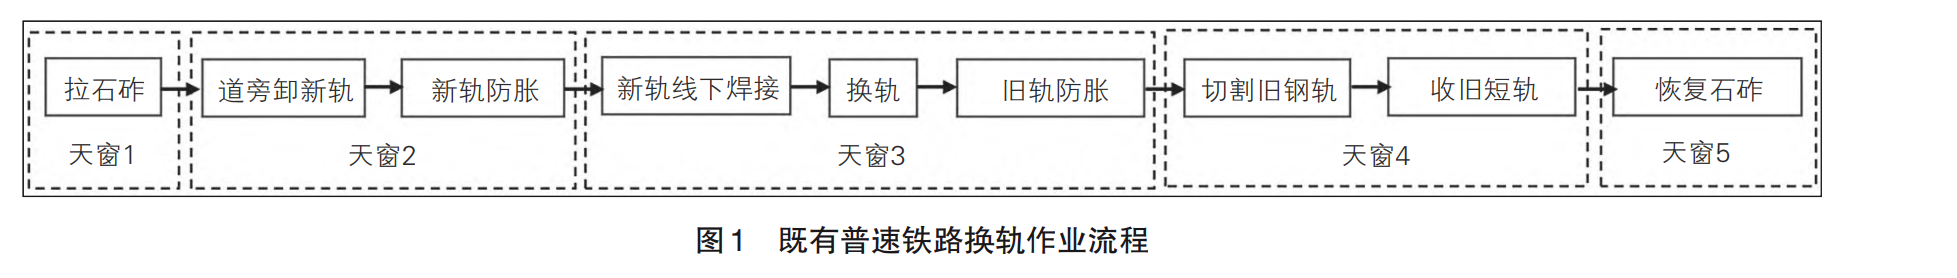 拉石砟 道旁卸新轨 新轨防胀 新轨线下焊接 换轨 旧轨防胀 切割旧钢轨 收旧短轨 恢复石砟
天窗1 天窗2 天窗3 天窗4 天窗5
图1 既有普速铁路换轨作业流程